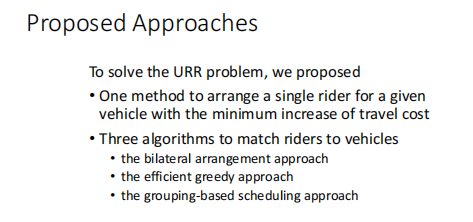 Proposed Approaches
To solve the URR problem, we proposed
• One method to arrange a single rider for a given
vehicle with the minimum increase of travel cost
• Three algorithms to match riders to vehicles
• the bilateral arrangement approach
• the efficient greedy approach
• the grouping-based scheduling approach